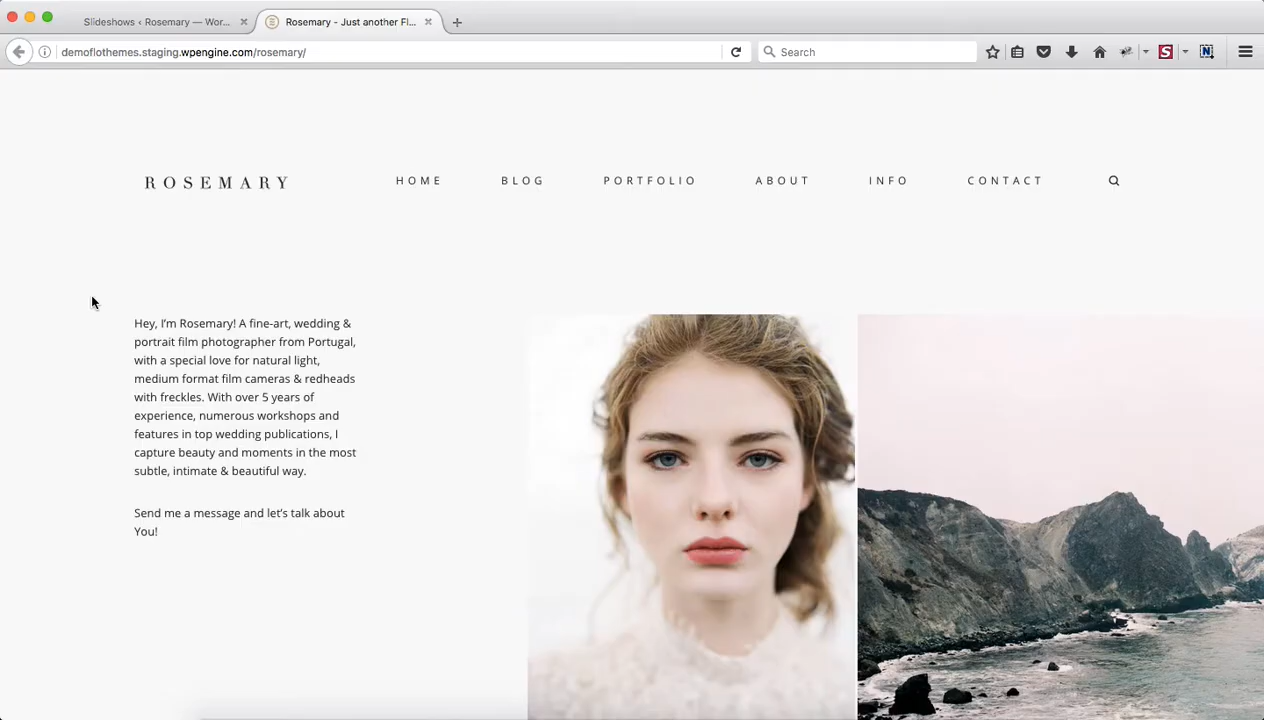 Slideshows ‹ Rosemary — Wor...
Rosemary - Just another Fl...
demoflothemes.staging.wpengine.com/rosemary/
Search
S
N
ROSEMARY
HOME
BLOG
PORTFOLIO
ABOUT
INFO
CONTACT
Hey, I’m Rosemary! A fine-art, wedding &
portrait film photographer from Portugal,
with a special love for natural light,
medium format film cameras & redheads
with freckles. With over 5 years of
experience, numerous workshops and
features in top wedding publications, I
capture beauty and moments in the most
subtle, intimate & beautiful way.
Send me a message and let’s talk about
You!